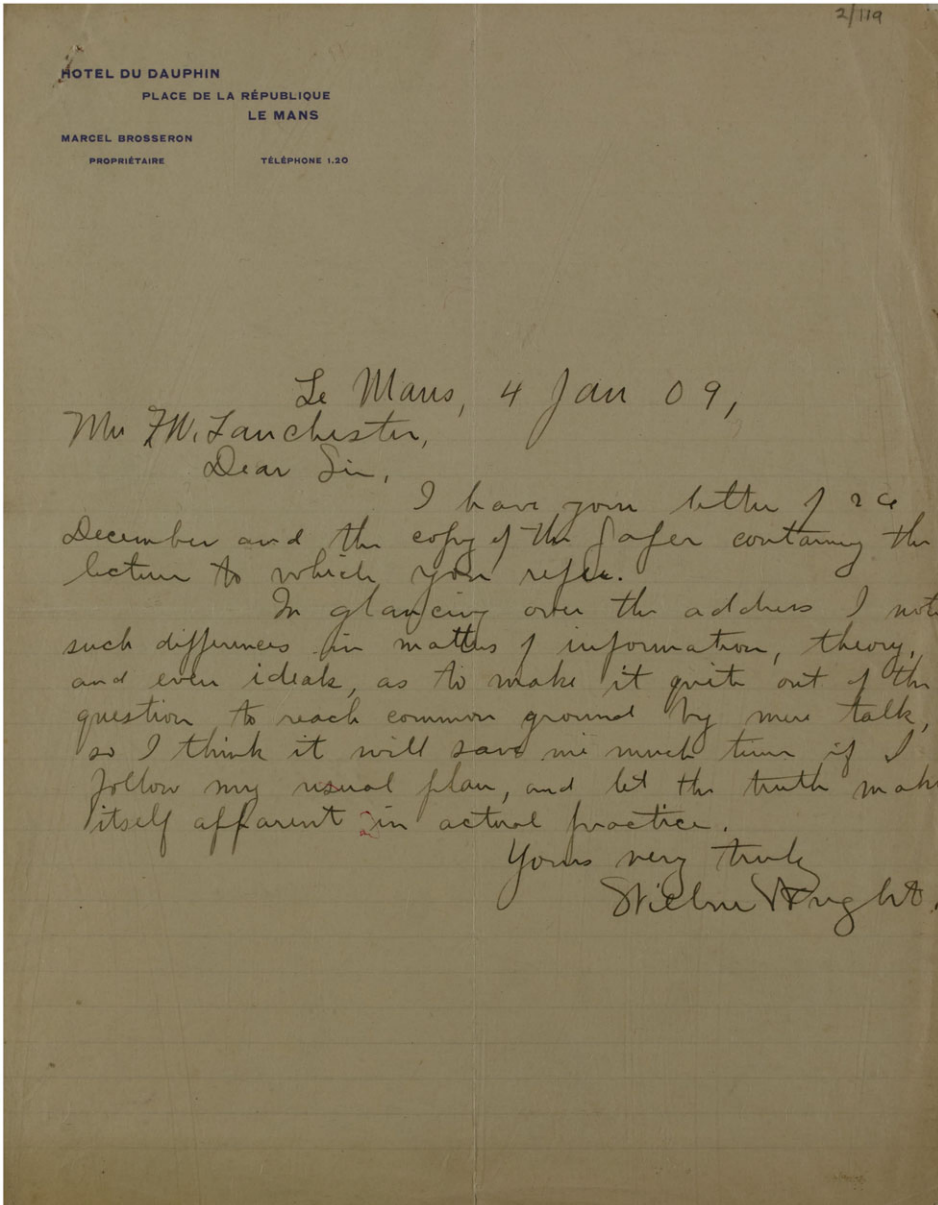 2/119
HOTEL DU DAUPHIN
PLACE DE LA RÉPUBLIQUE
LE MANS
MARCEL BROSSERON
PROPRIÉTAIRE TÉLÉPHONE 1.20
Le Mans, 4 Jan 09,
Mr F.W. Lanchester,
Dear Sir,
I have your letter of
December and the copy of the paper containing the
lecture to which you refer.
In glancing over the address I note
such differences in matters of information, theory,
and even ideals, as to make it quite out of the
question to reach common ground by mere talk,
so I think it will save me much time if I
follow my usual plan, and let the truth make
itself apparent in actual practice.
Yours very truly
Wilbur Wright.